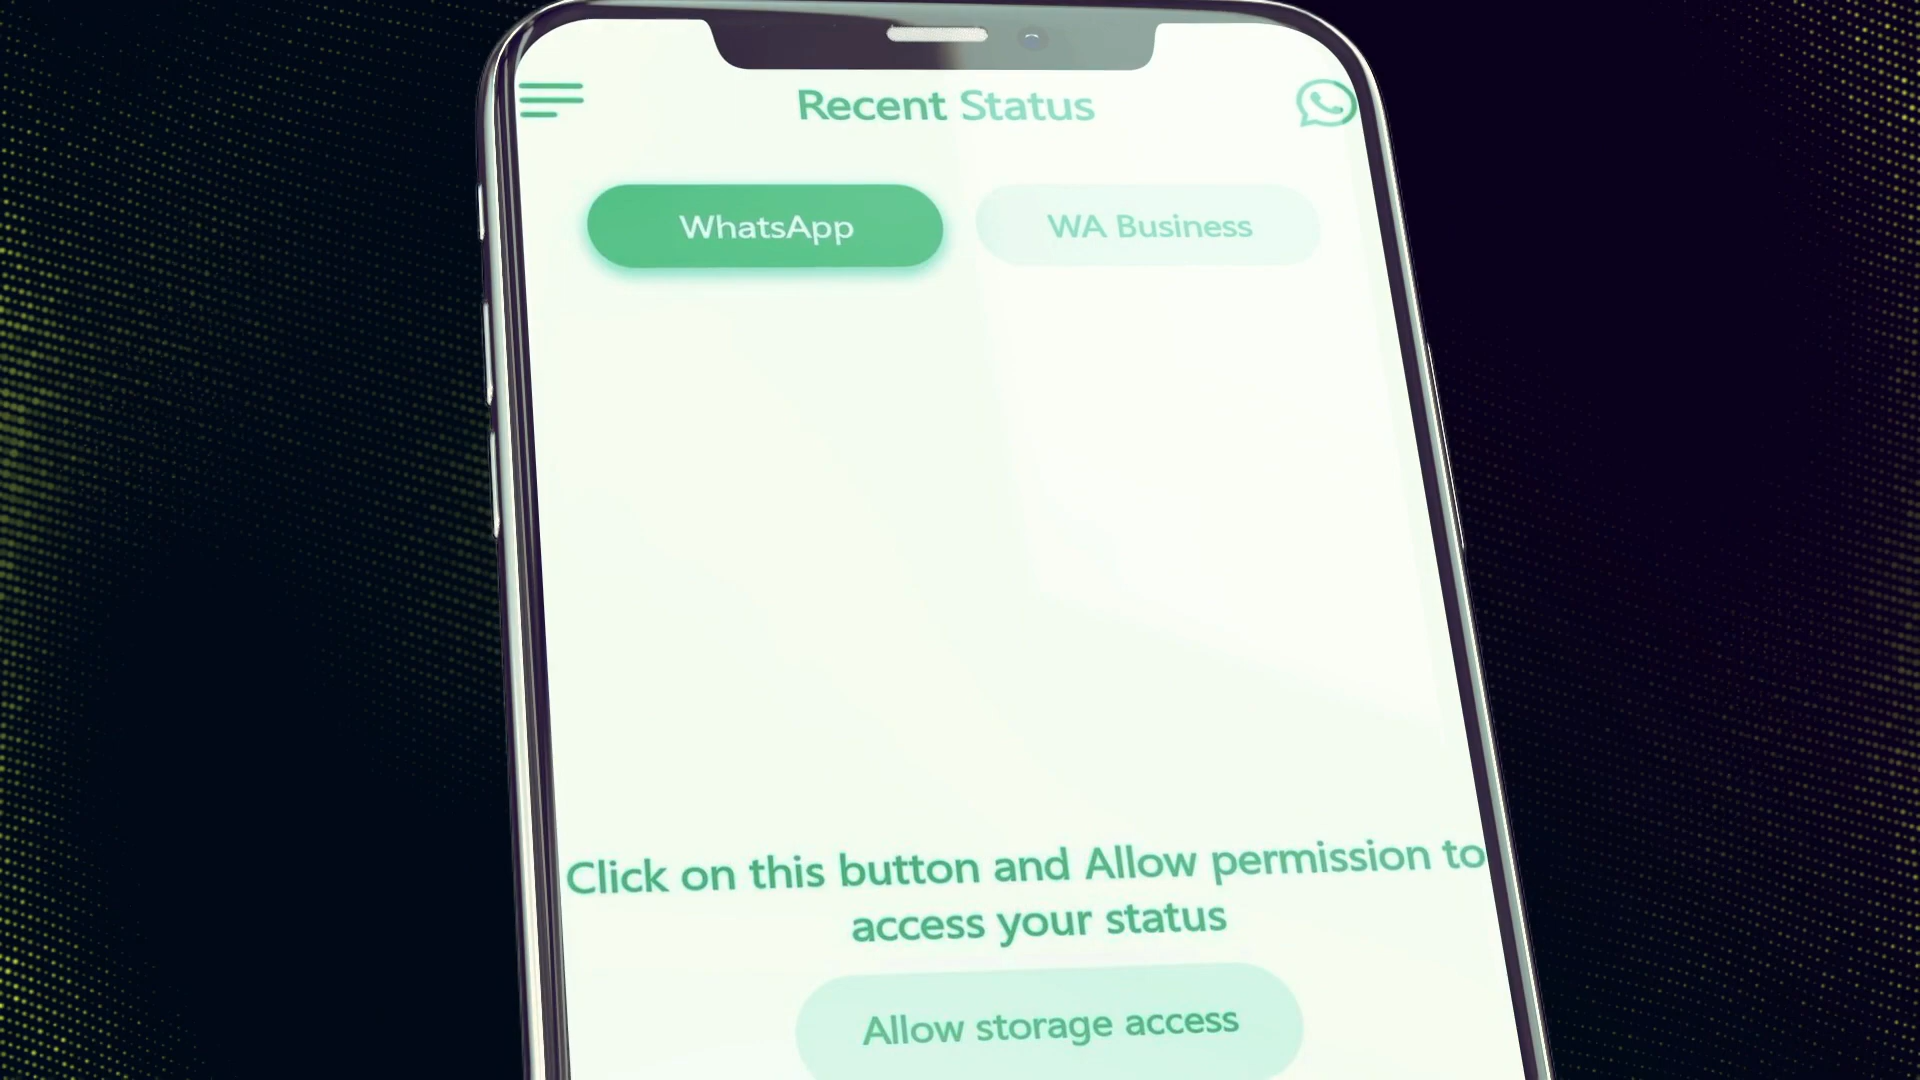 Recent Status
WhatsApp
WA Business
Click on this button and Allow permission to
access your status
Allow storage access